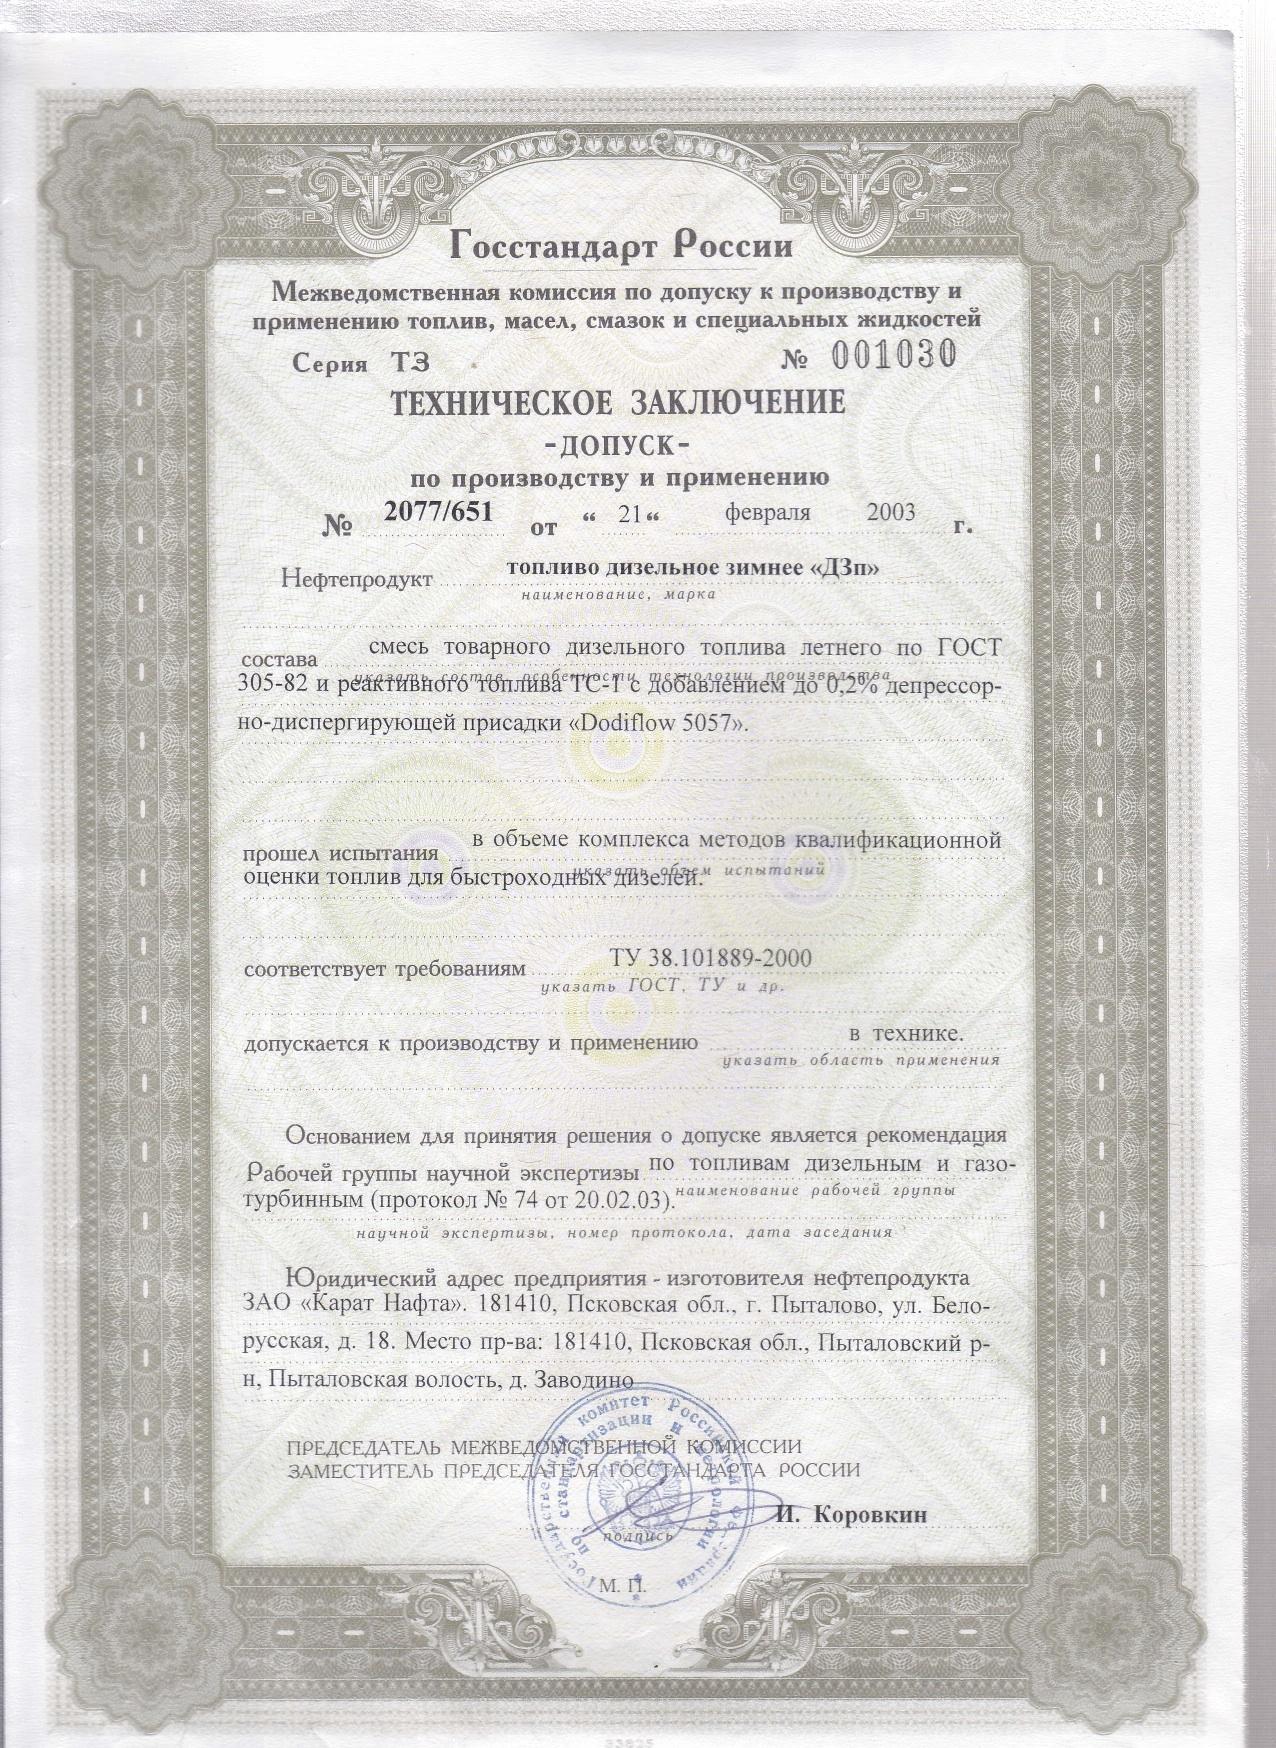 Госстандарт России
Межведомственная комиссия по допуску к производству и
применению топлив, масел, смазок и специальных жидкостей
Серия ТЗ № 001030
ТЕХНИЧЕСКОЕ ЗАКЛЮЧЕНИЕ
-ДОПУСК-
по производству и применению
№ 2077/651 от “ 21“ февраля 2003 г.
Нефтепродукт топливо дизельное зимнее «ДЗп»
наименование, марка
состава смесь товарного дизельного топлива летнего по ГОСТ
указать состав, особенности технологии производства
305-82 и реактивного топлива ТС-1 с добавлением до 0,2% депрессор-
но-диспергирующей присадки «Dodiflow 5057».
прошел испытания в объеме комплекса методов квалификационной
указать объем испытаний
оценки топлив для быстроходных дизелей.
соответствует требованиям ТУ 38.101889-2000
указать ГОСТ, ТУ и др.
допускается к производству и применению в технике.
указать область применения
Основанием для принятия решения о допуске является рекомендация
Рабочей группы научной экспертизы по топливам дизельным и газо-
наименование рабочей группы
турбинным (протокол № 74 от 20.02.03).
научной экспертизы, номер протокола, дата заседания
Юридический адрес предприятия - изготовителя нефтепродукта
ЗАО «Карат Нафта». 181410, Псковская обл., г. Пыталово, ул. Бело-
русская, д. 18. Место пр-ва: 181410, Псковская обл., Пыталовский р-
н, Пыталовская волость, д. Заводино
ПРЕДСЕДАТЕЛЬ МЕЖВЕДОМСТВЕННОЙ КОМИССИИ
ЗАМЕСТИТЕЛЬ ПРЕДСЕДАТЕЛЯ ГОССТАНДАРТА РОССИИ
И. Коровкин
подпись
М. П.
Государственный комитет Российской Федерации
по стандартизации и метрологии